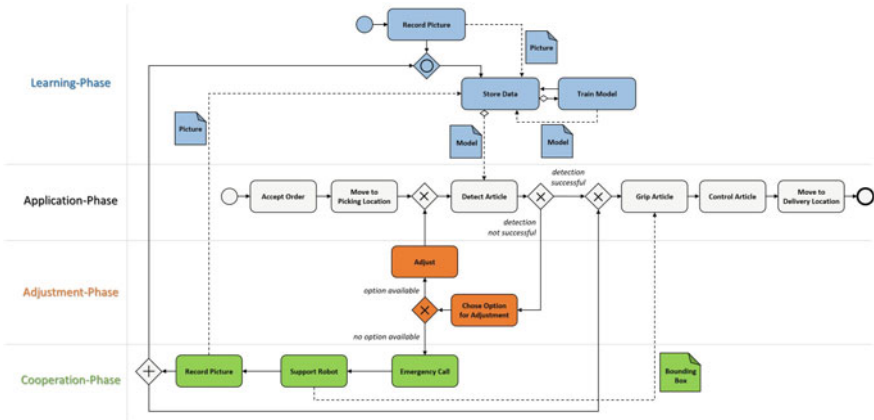 Record Picture
Picture
Learning-Phase
Store Data
Train Model
Picture
Model
Model
detection
successful
Application-Phase
Accept Order
Move to
Picking Location
Detect Article
Grip Article
Control Article
Move to
Delivery Location
detection
not successful
Adjust
Adjustment-Phase
option available
Chose Option
for Adjustment
no option available
Cooperation-Phase
Record Picture
Support Robot
Emergency Call
Bounding
Box